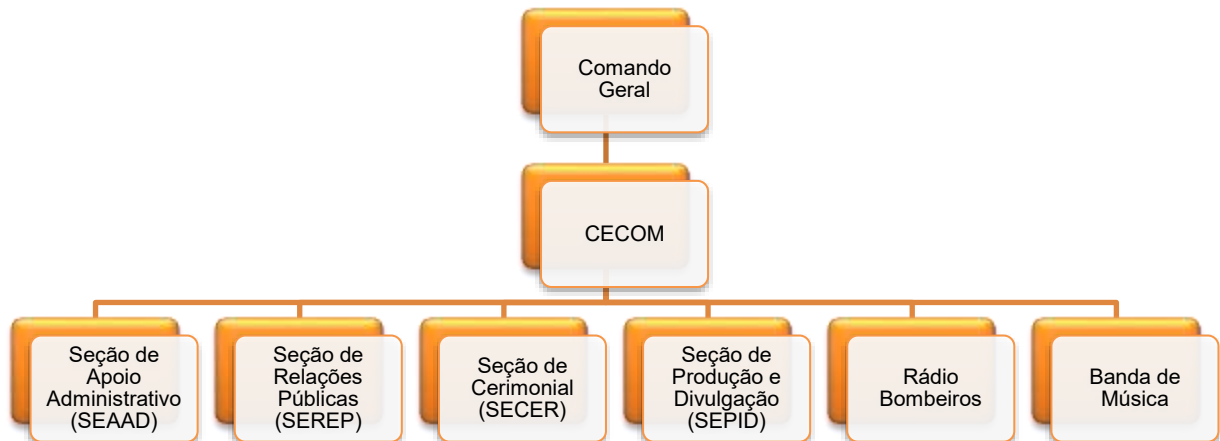 Comando
Geral
CECOM
Seção de
Apoio
Administrativo
(SEAAD)
Seção de
Relações
Públicas
(SEREP)
Seção de
Cerimonial
(SECER)
Seção de
Produção e
Divulgação
(SEPID)
Rádio
Bombeiros
Banda de
Música